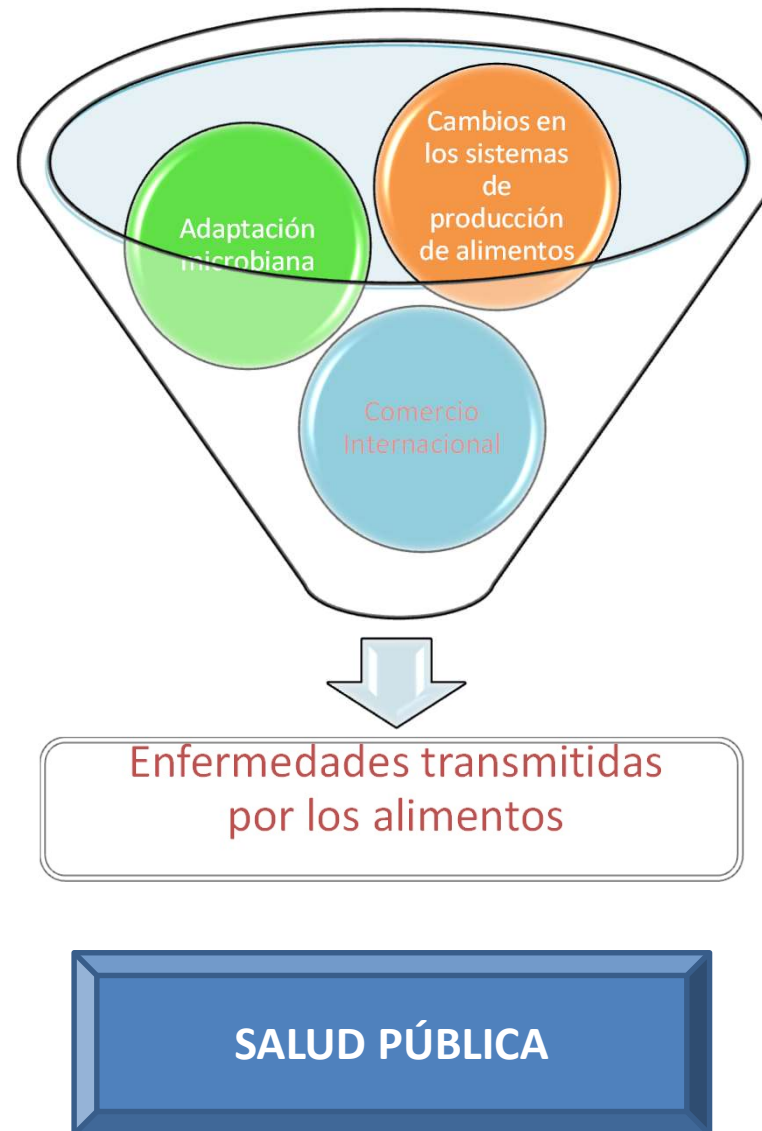 Cambios en
los sistemas
de
producción
de alimentos
Adaptación
microbiana
Comercio
Internacional
Enfermedades transmitidas
por los alimentos
SALUD PÚBLICA